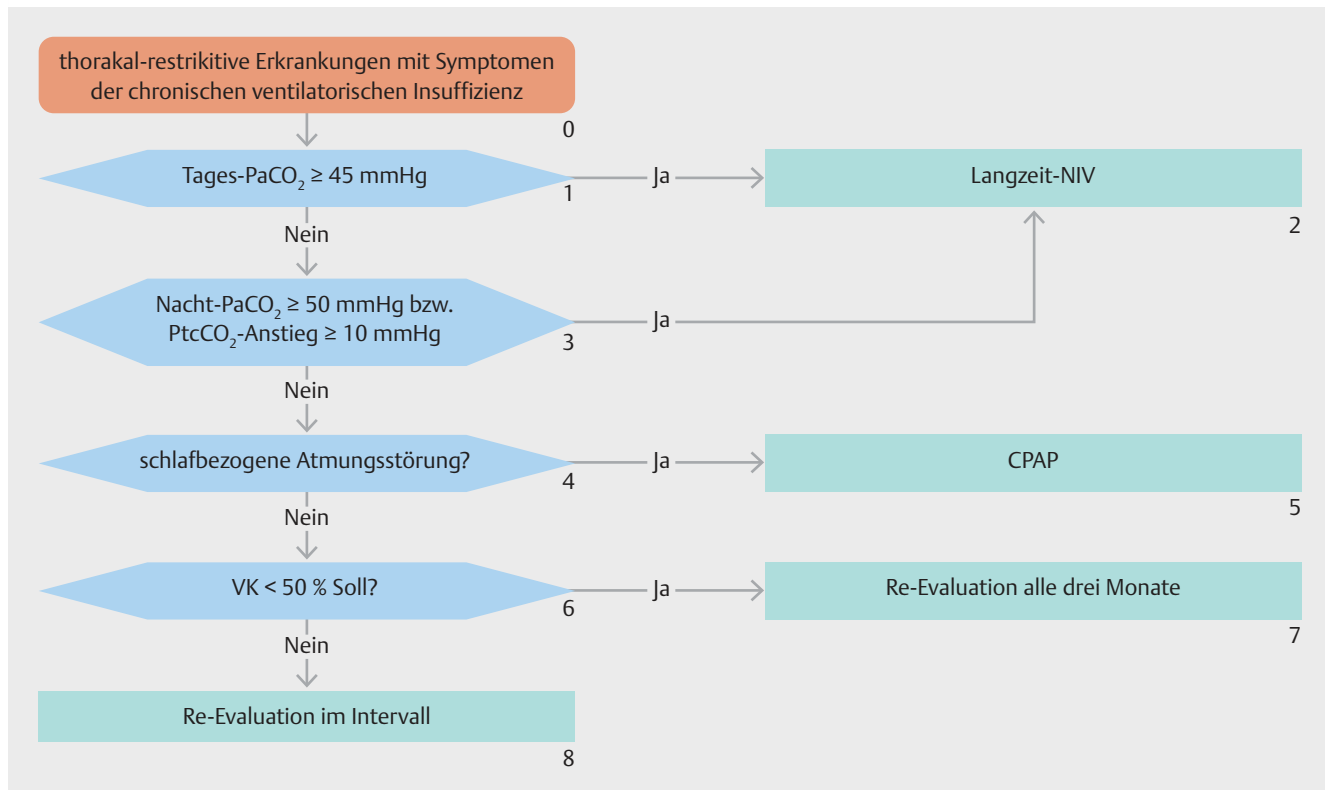 thorakal-restrikitive Erkrankungen mit Symptomen
der chronischen ventilatorischen Insuffizienz
0
Tages-PaCO₂ ≥ 45 mmHg
1
Ja
Langzeit-NIV
2
Nein
Nacht-PaCO₂ ≥ 50 mmHg bzw.
PtcCO₂-Anstieg ≥ 10 mmHg
3
Ja
Nein
schlafbezogene Atmungsstörung?
4
Ja
CPAP
5
Nein
VK < 50 % Soll?
6
Ja
Re-Evaluation alle drei Monate
7
Nein
Re-Evaluation im Intervall
8